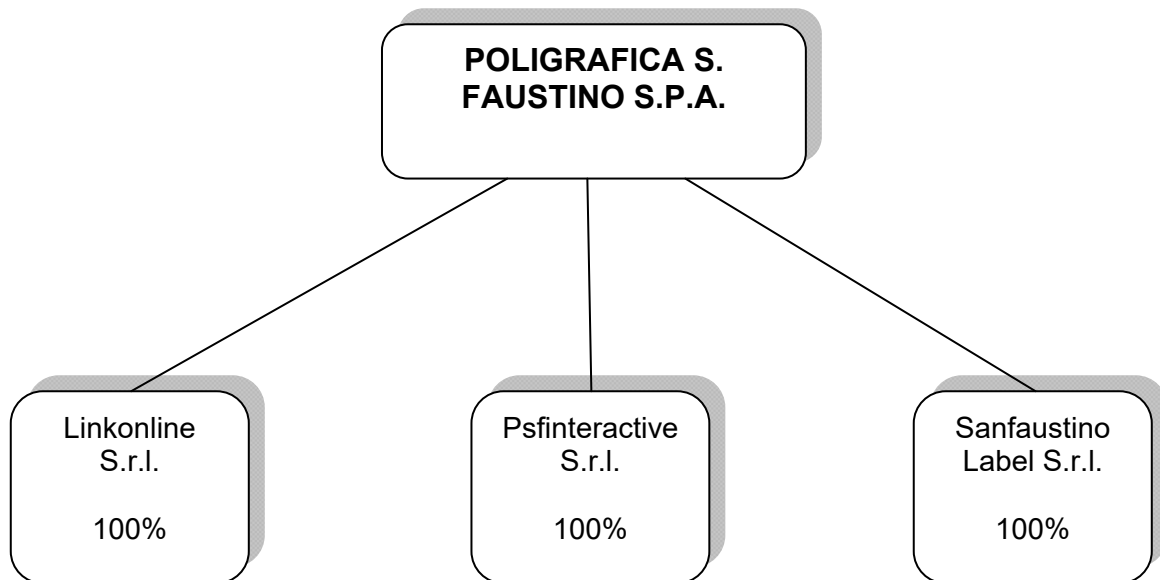 POLIGRAFICA S.
FAUSTINO S.P.A.
Linkonline
S.r.l.
100%
Psfinteractive
S.r.l.
100%
Sanfaustino
Label S.r.l.
100%